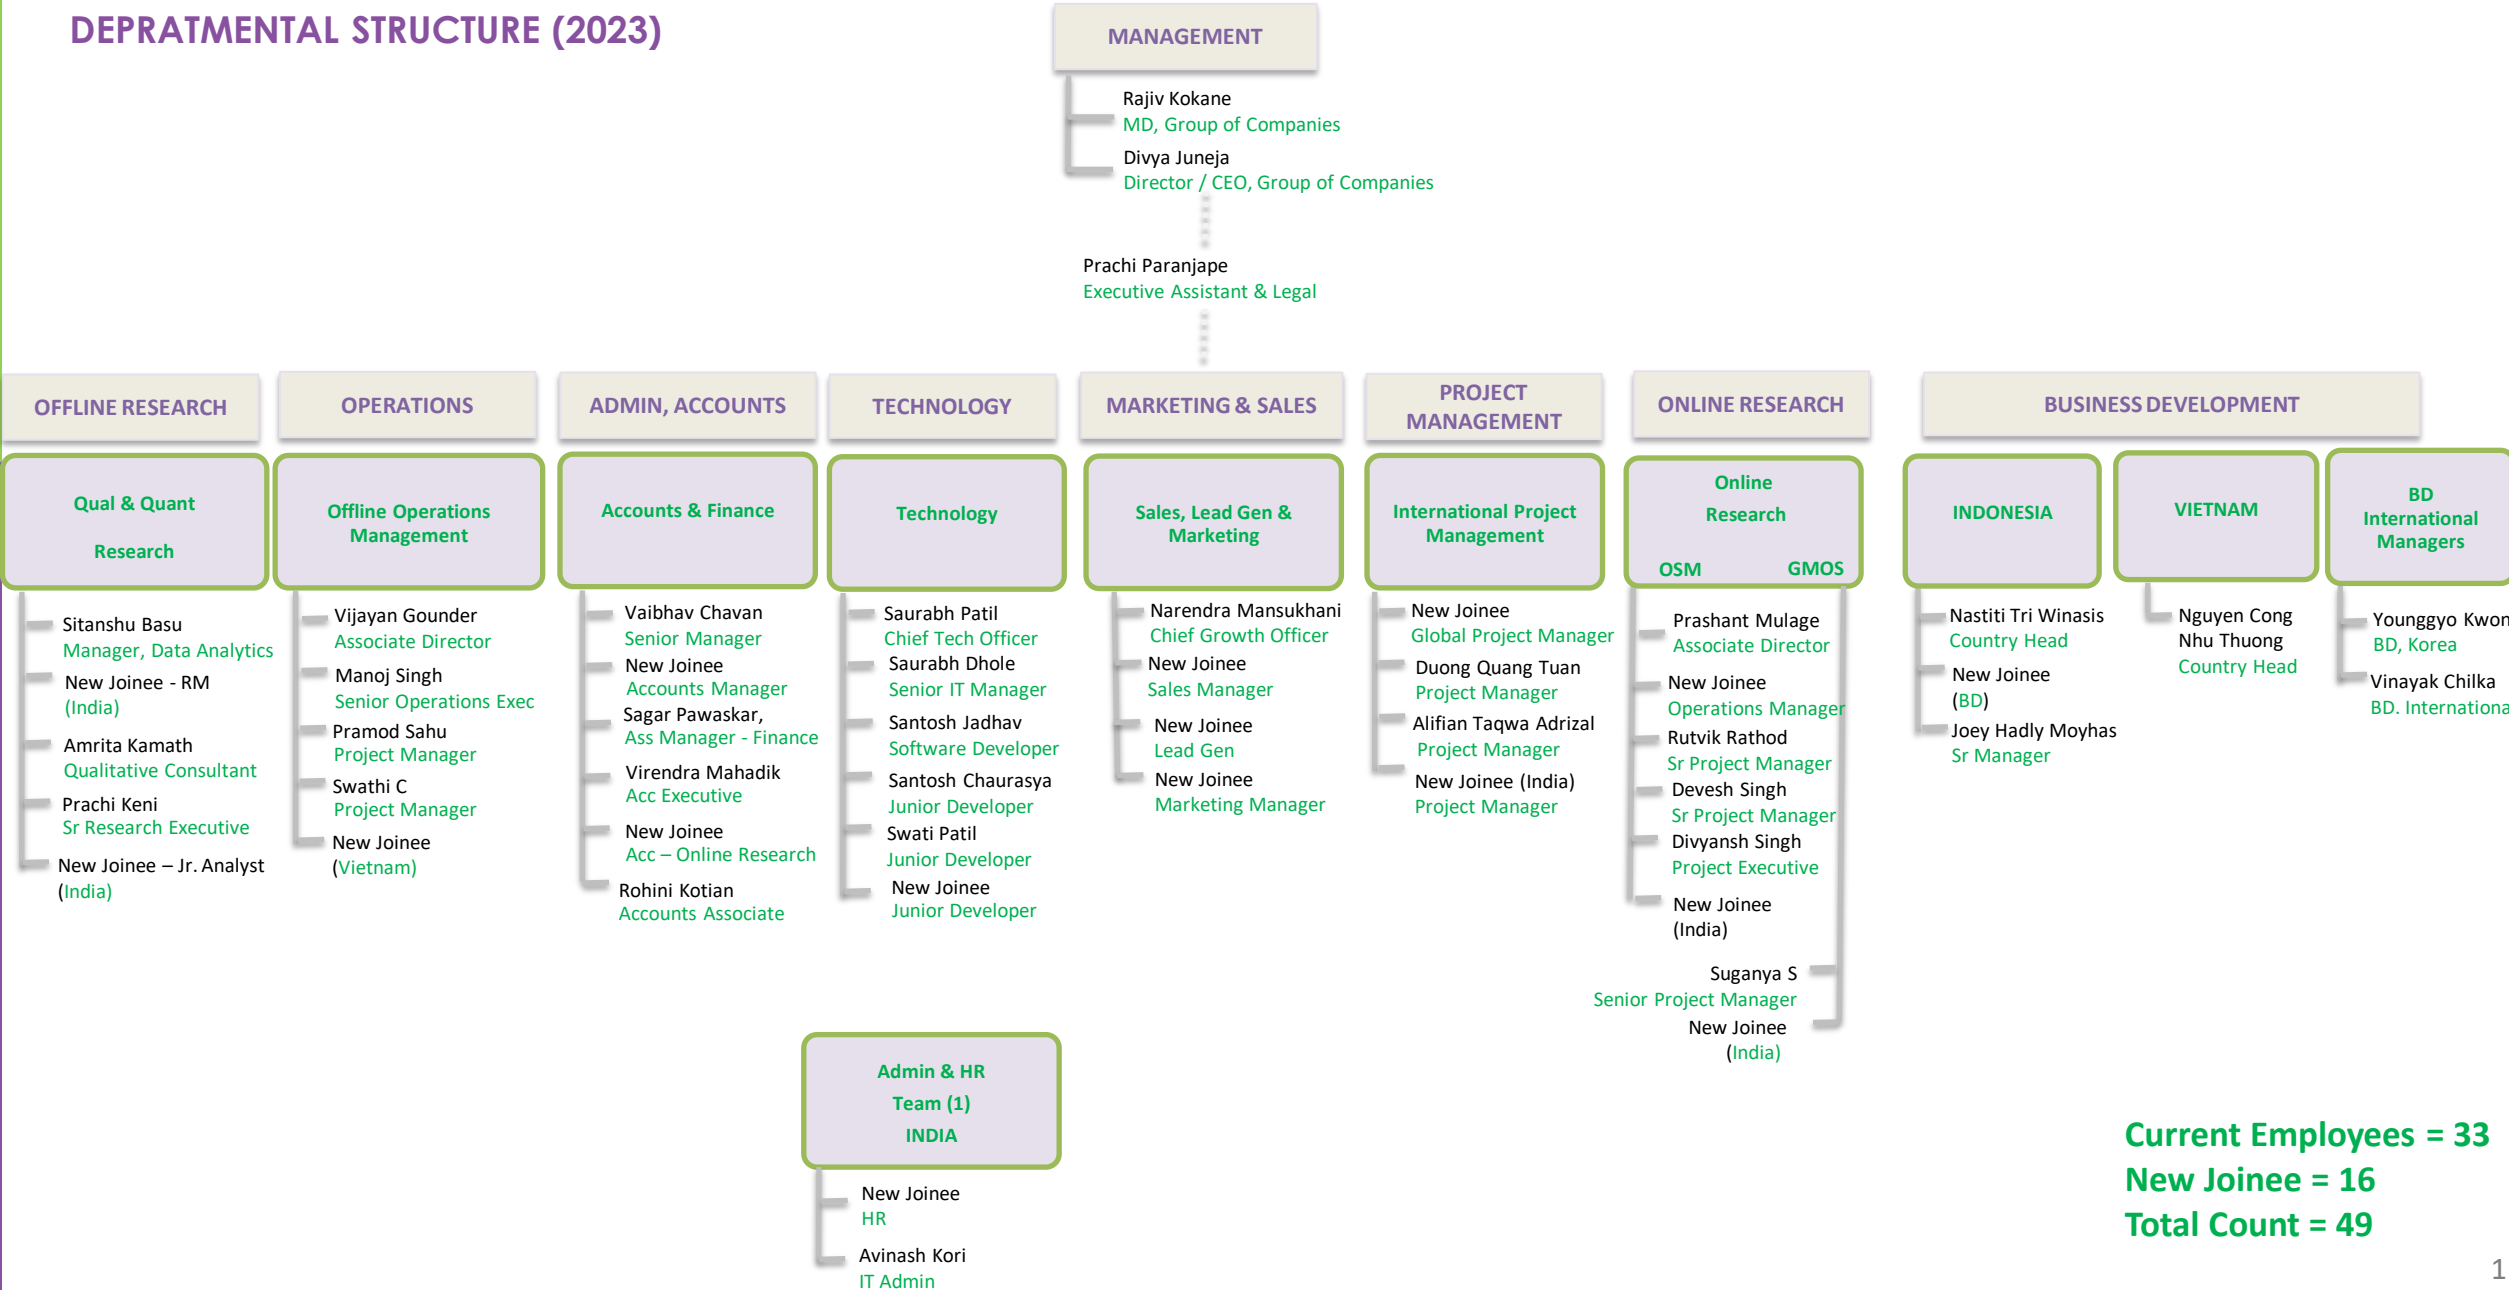 DEPRATMENTAL STRUCTURE (2023)
MANAGEMENT
Rajiv Kokane
MD, Group of Companies
Divya Juneja
Director / CEO, Group of Companies
Prachi Paranjape
Executive Assistant & Legal
OFFLINE RESEARCH
Qual & Quant
Research
Sitanshu Basu
Manager, Data Analytics
New Joinee - RM
(India)
Amrita Kamath
Qualitative Consultant
Prachi Keni
Sr Research Executive
New Joinee – Jr. Analyst
(India)
OPERATIONS
Offline Operations
Management
Vijayan Gounder
Associate Director
Manoj Singh
Senior Operations Exec
Pramod Sahu
Project Manager
Swathi C
Project Manager
New Joinee
(Vietnam)
ADMIN, ACCOUNTS
Accounts & Finance
Vaibhav Chavan
Senior Manager
New Joinee
Accounts Manager
Sagar Pawaskar,
Ass Manager - Finance
Virendra Mahadik
Acc Executive
New Joinee
Acc – Online Research
Rohini Kotian
Accounts Associate
TECHNOLOGY
Technology
Saurabh Patil
Chief Tech Officer
Saurabh Dhole
Senior IT Manager
Santosh Jadhav
Software Developer
Santosh Chaurasya
Junior Developer
Swati Patil
Junior Developer
New Joinee
Junior Developer
MARKETING & SALES
Sales, Lead Gen &
Marketing
Narendra Mansukhani
Chief Growth Officer
New Joinee
Sales Manager
New Joinee
Lead Gen
New Joinee
Marketing Manager
PROJECT
MANAGEMENT
International Project
Management
New Joinee
Global Project Manager
Duong Quang Tuan
Project Manager
Alifian Taqwa Adrizal
Project Manager
New Joinee (India)
Project Manager
ONLINE RESEARCH
Online
Research
OSM GMOS
Prashant Mulage
Associate Director
New Joinee
Operations Manager
Rutvik Rathod
Sr Project Manager
Devesh Singh
Sr Project Manager
Divyansh Singh
Project Executive
New Joinee
(India)
Suganya S
Senior Project Manager
New Joinee
(India)
BUSINESS DEVELOPMENT
INDONESIA
Nastiti Tri Winasis
Country Head
New Joinee
(BD)
Joey Hadly Moyhas
Sr Manager
VIETNAM
Nguyen Cong
Nhu Thuong
Country Head
BD
International
Managers
Younggyo Kwon
BD, Korea
Vinayak Chilka
BD. Internationa
Admin & HR
Team (1)
INDIA
New Joinee
HR
Avinash Kori
IT Admin
Current Employees = 33
New Joinee = 16
Total Count = 49
1